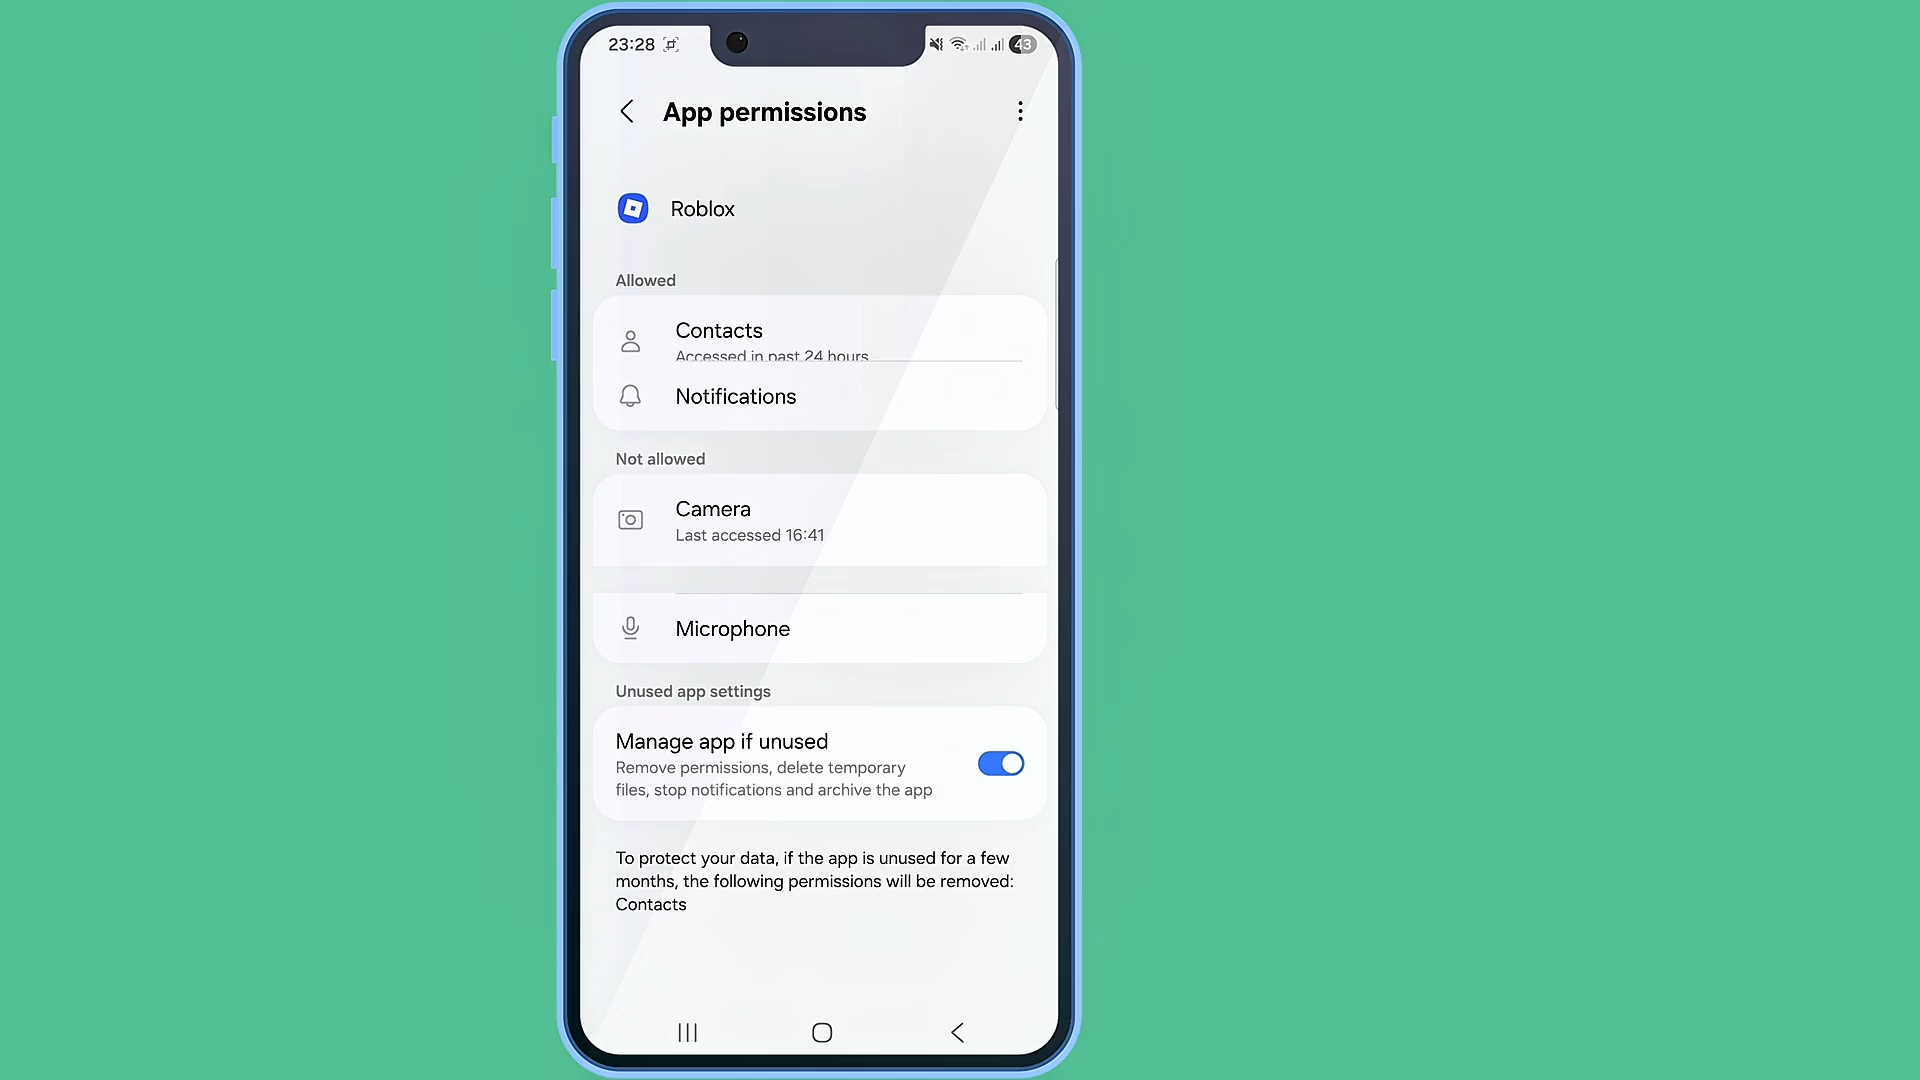 23:28
43
App permissions
Roblox
Allowed
Contacts
Accessed in past 24 hours
Notifications
Not allowed
Camera
Last accessed 16:41
Microphone
Unused app settings
Manage app if unused
Remove permissions, delete temporary
files, stop notifications and archive the app
To protect your data, if the app is unused for a few
months, the following permissions will be removed:
Contacts